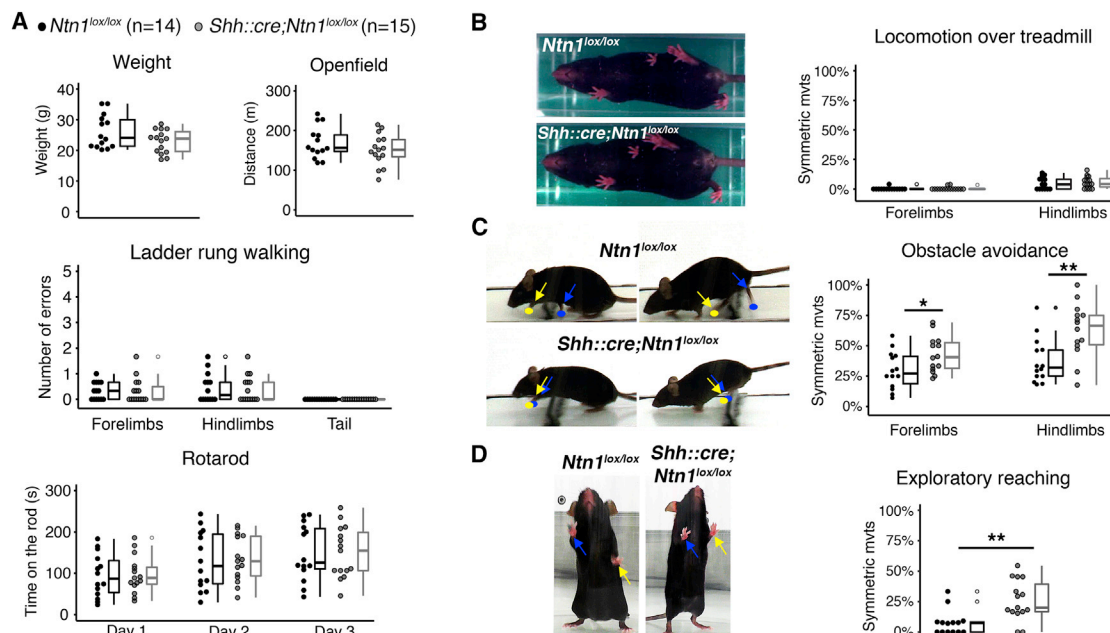 A
Ntn1lox/lox (n=14) Shh::cre;Ntn1lox/lox (n=15)
Weight
Weight (g)
40
30
20
10
0
Openfield
Distance (m)
300
200
100
0
Ladder rung walking
Number of errors
5
4
3
2
1
0
Forelimbs Hindlimbs Tail
Rotarod
Time on the rod (s)
300
200
100
0
Day 1 Day 2 Day 3
B
Ntn1lox/lox
Shh::cre;Ntn1lox/lox
Locomotion over treadmill
Symmetric mvts
100%
75%
50%
25%
0%
Forelimbs Hindlimbs
C
Ntn1lox/lox
Shh::cre;Ntn1lox/lox
Obstacle avoidance
Symmetric mvts
100%
75%
50%
25%
0%
*
**
Forelimbs Hindlimbs
D
Ntn1lox/lox
Shh::cre;
Ntn1lox/lox
Exploratory reaching
Symmetric mvts
100%
75%
50%
25%
0%
**